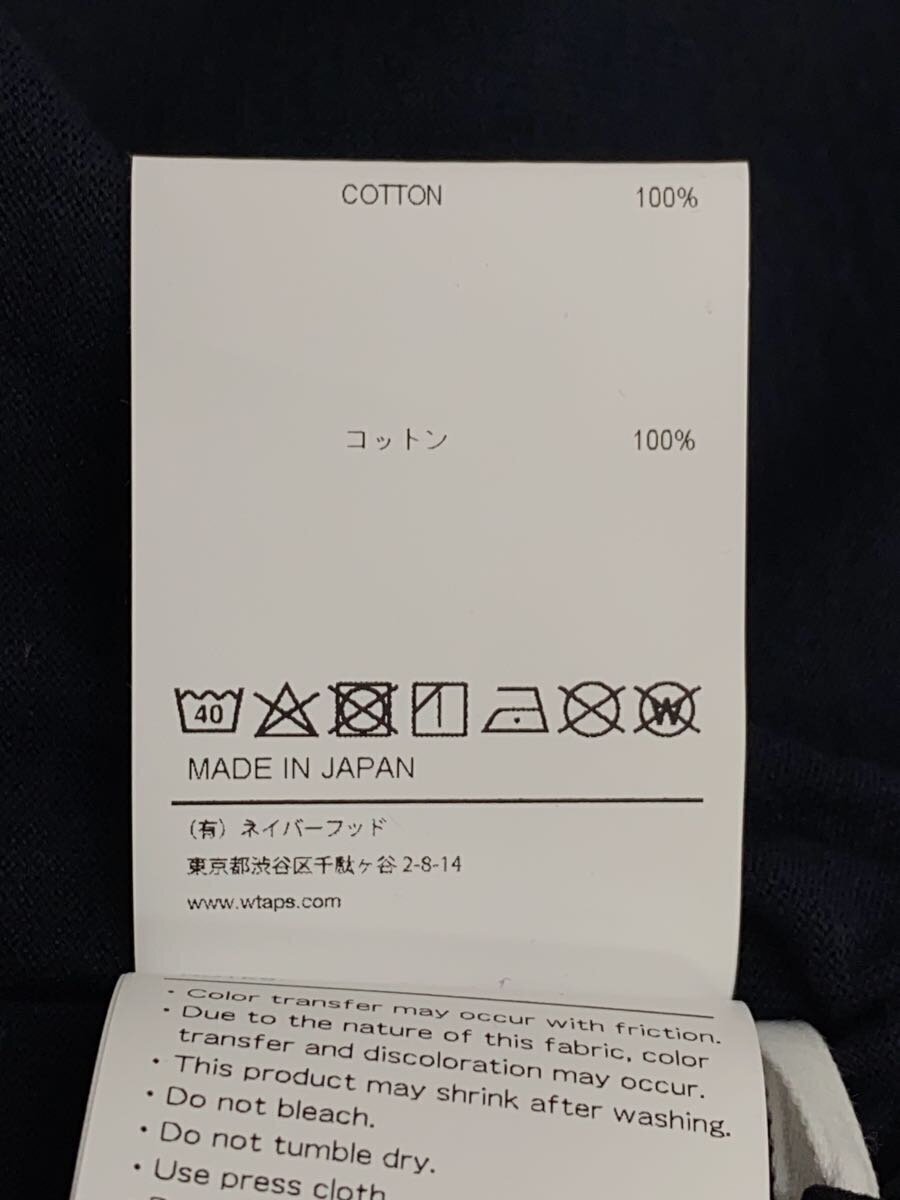 COTTON 100%
コットン 100%
40
W
MADE IN JAPAN
(有) ネイバーフッド
東京都渋谷区千駄ヶ谷 2-8-14
www.wtaps.com
・Color transfer may occur with friction.
・Due to the nature of this fabric, color
transfer and discoloration may occur.
・This product may shrink after washing.
・Do not bleach.
・Do not tumble dry.
・Use press cloth